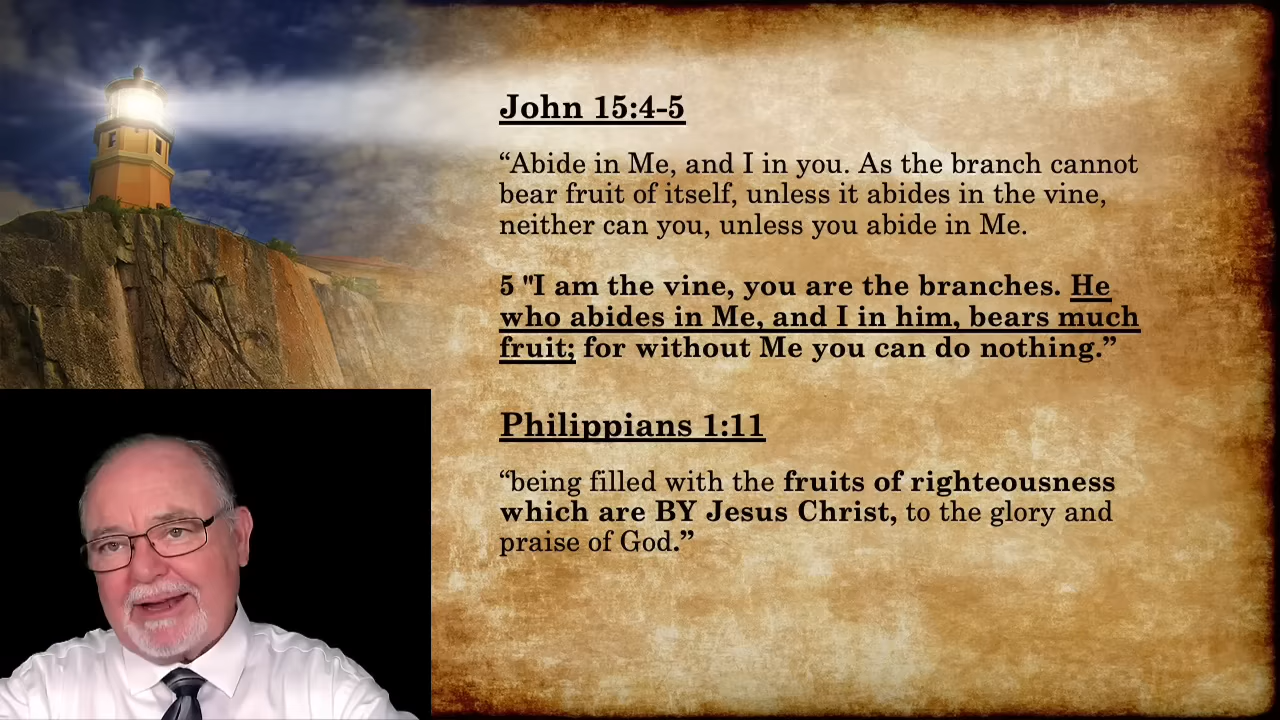 John 15:4-5
“Abide in Me, and I in you. As the branch cannot
bear fruit of itself, unless it abides in the vine,
neither can you, unless you abide in Me.
5 "I am the vine, you are the branches. He
who abides in Me, and I in him, bears much
fruit; for without Me you can do nothing.”
Philippians 1:11
“being filled with the fruits of righteousness
which are BY Jesus Christ, to the glory and
praise of God.”